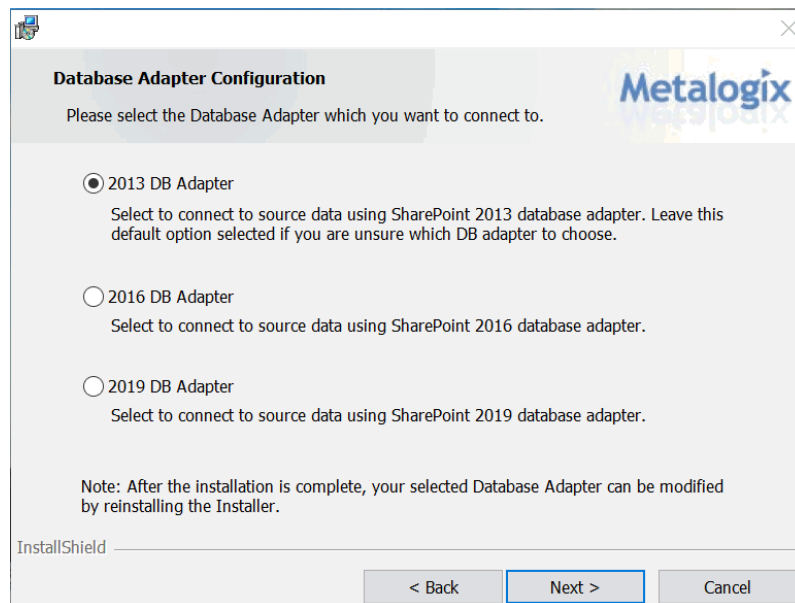 Database Adapter Configuration
Please select the Database Adapter which you want to connect to.
Metalogix
2013 DB Adapter
Select to connect to source data using SharePoint 2013 database adapter. Leave this
default option selected if you are unsure which DB adapter to choose.
2016 DB Adapter
Select to connect to source data using SharePoint 2016 database adapter.
2019 DB Adapter
Select to connect to source data using SharePoint 2019 database adapter.
Note: After the installation is complete, your selected Database Adapter can be modified
by reinstalling the Installer.
InstallShield
< Back
Next >
Cancel